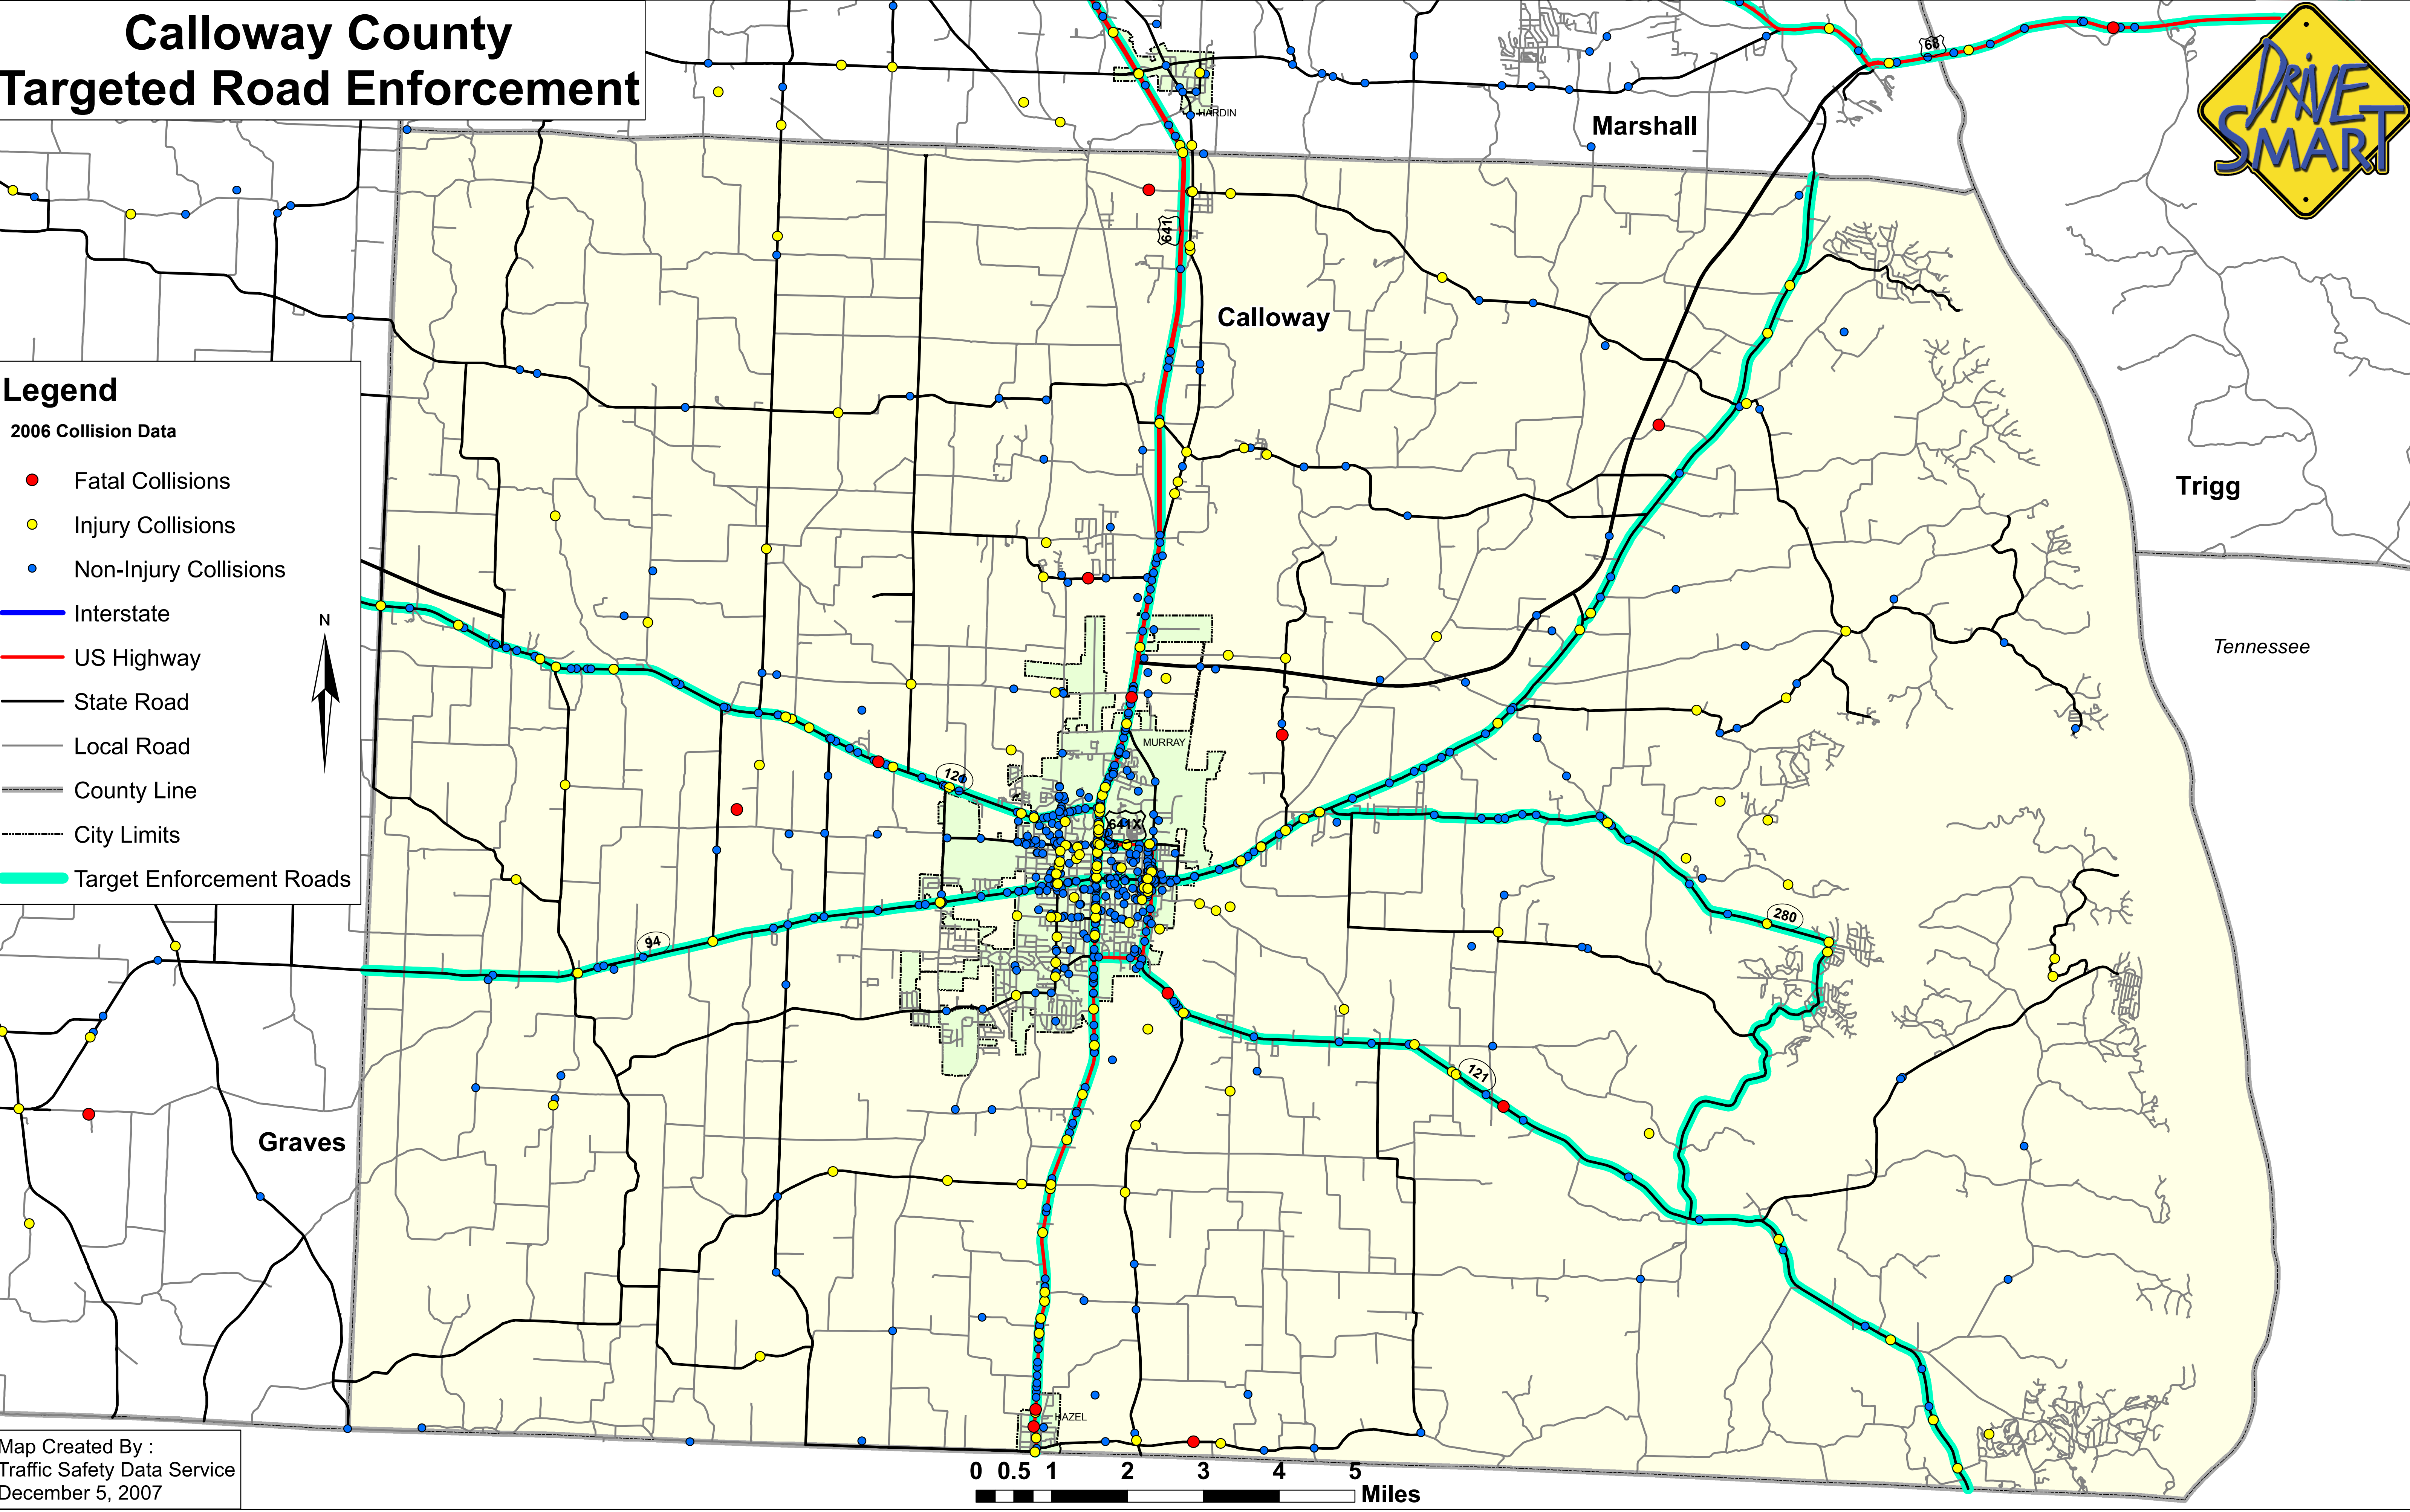 Calloway County
Targeted Road Enforcement
DRIVE
SMART
68
HARDIN
Marshall
641
Calloway
Trigg
Tennessee
Legend
2006 Collision Data
Fatal Collisions
Injury Collisions
Non-Injury Collisions
Interstate
US Highway
State Road
Local Road
County Line
City Limits
Target Enforcement Roads
N
MURRAY
121
641X
94
280
121
Graves
HAZEL
Map Created By :
Traffic Safety Data Service
December 5, 2007
0 0.5 1 2 3 4 5
Miles